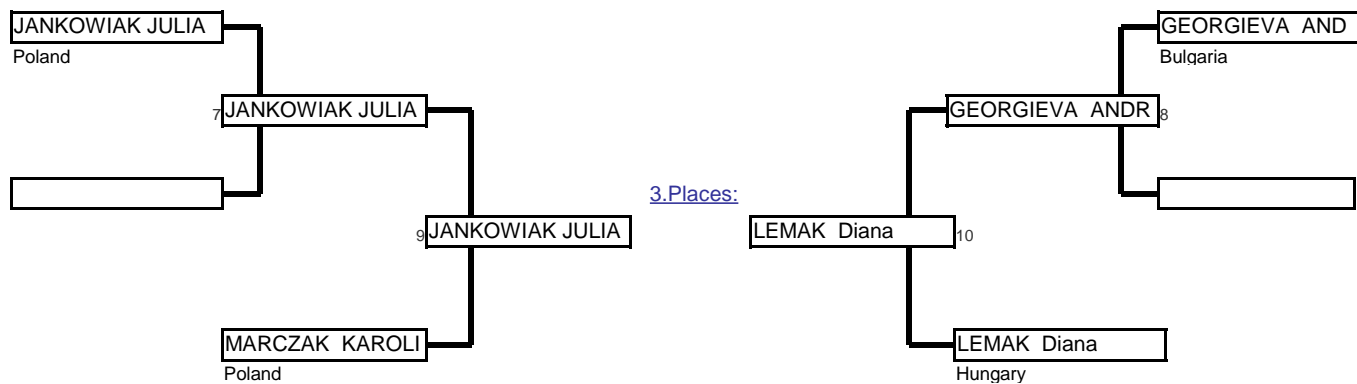 JANKOWIAK JULIA
Poland
GEORGIEVA AND
Bulgaria
7 JANKOWIAK JULIA
GEORGIEVA ANDR 8
3.Places:
9 JANKOWIAK JULIA
LEMAK Diana 10
MARCZAK KAROLI
Poland
LEMAK Diana
Hungary